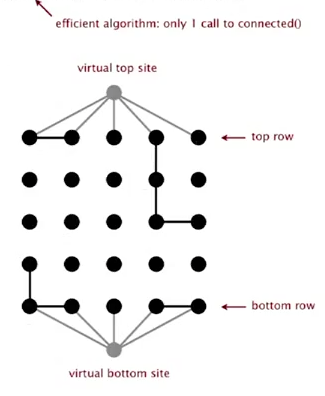 efficient algorithm: only 1 call to connected()
virtual top site
top row
bottom row
virtual bottom site